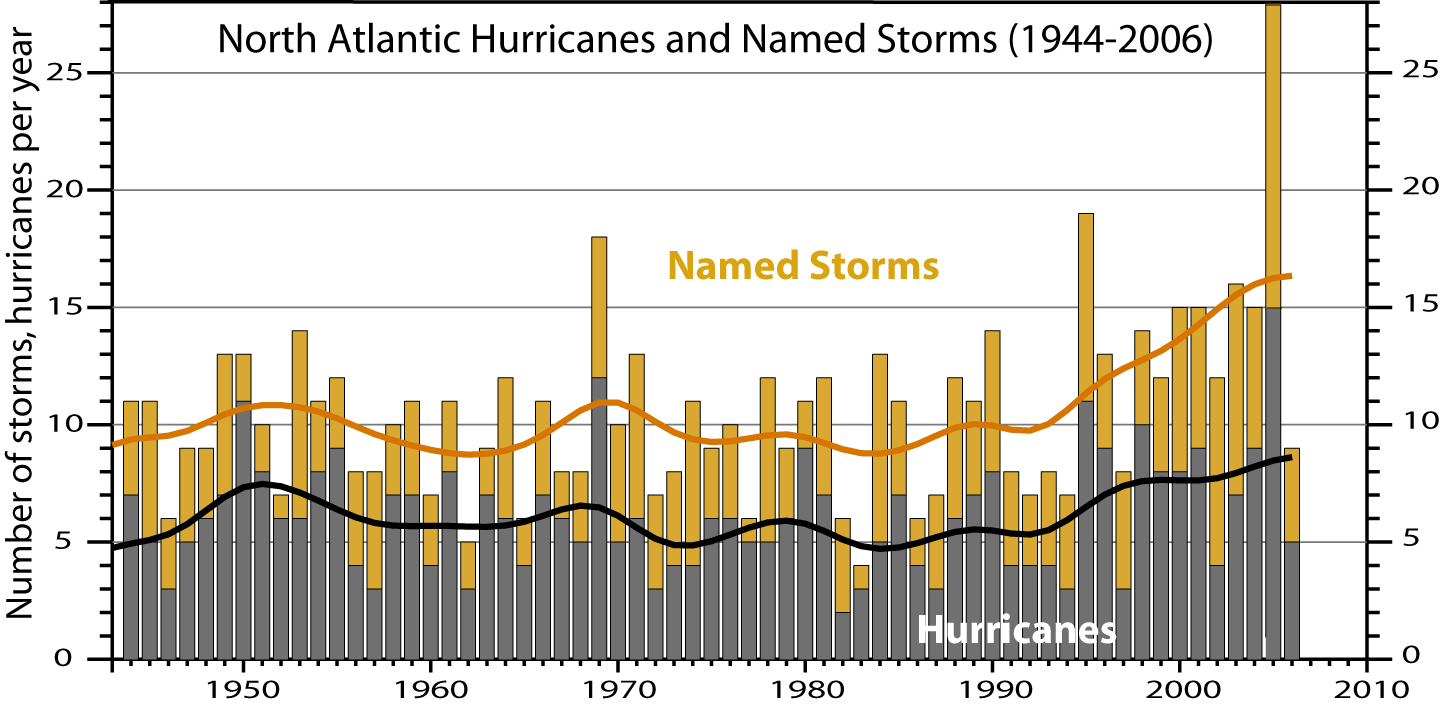 North Atlantic Hurricanes and Named Storms (1944-2006)
Number of storms, hurricanes per year
25
20
15
10
5
0
25
20
15
10
5
0
Named Storms
Hurricanes
1950 1960 1970 1980 1990 2000 2010